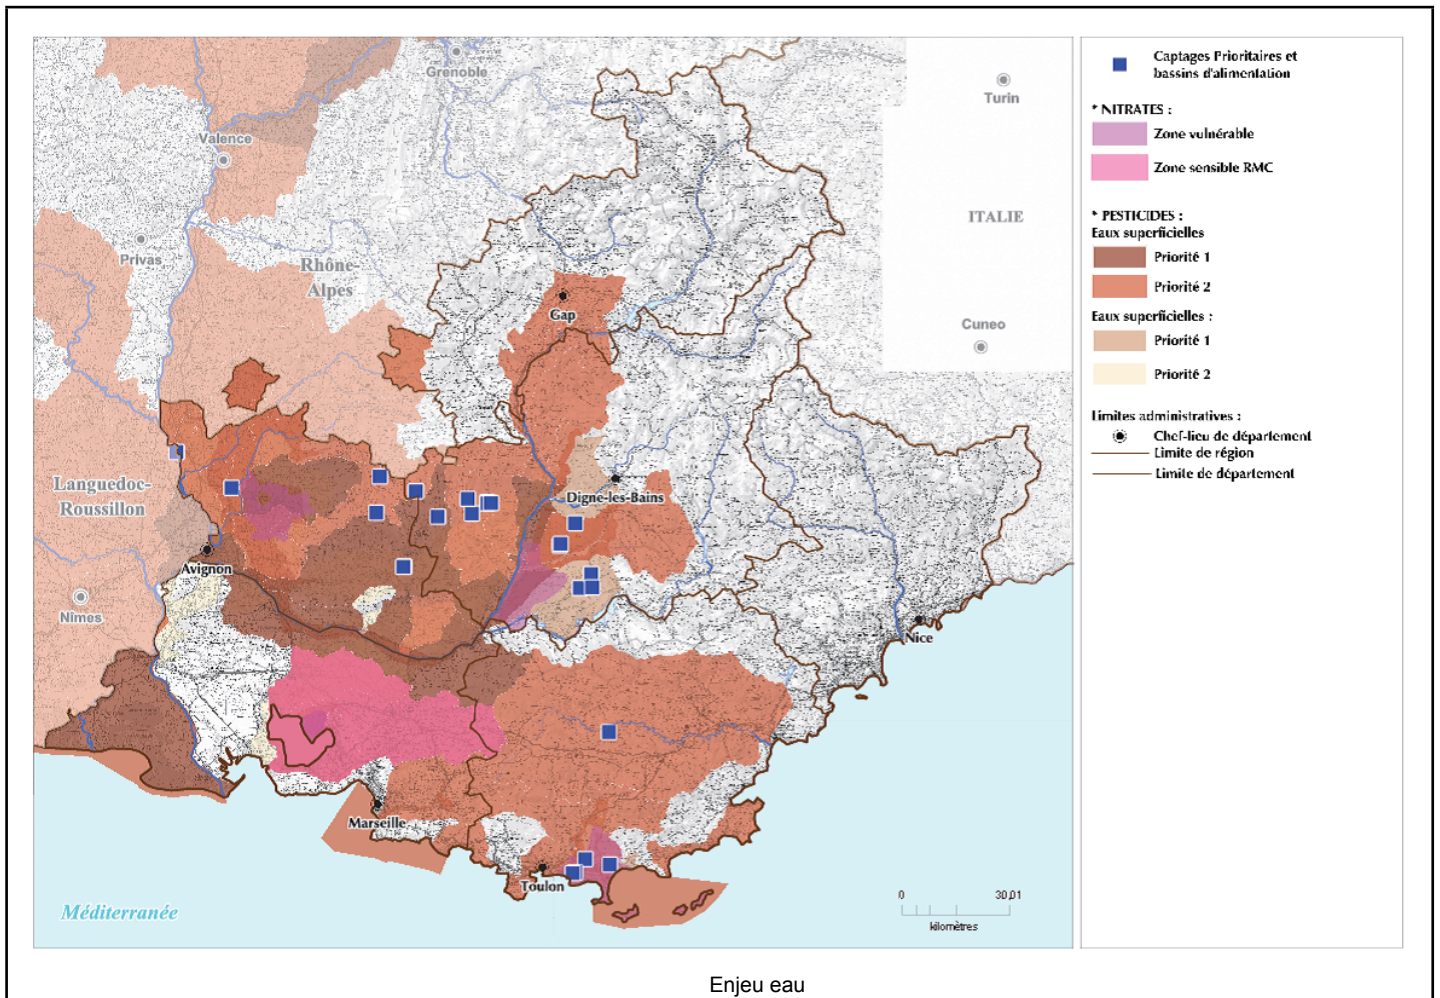 Grenoble
Turin
Valence
ITALIE
Privas
Rhône-
Alpes
Gap
Cuneo
Languedoc-
Roussillon
Digne-les-Bains
Avignon
Nîmes
Nice
Marseille
Toulon
Méditerranée
0 30,01
kilomètres
Captages Prioritaires et
bassins d'alimentation
* NITRATES :
Zone vulnérable
Zone sensible RMC
* PESTICIDES :
Eaux superficielles
Priorité 1
Priorité 2
Eaux superficielles :
Priorité 1
Priorité 2
Limites administratives :
Chef-lieu de département
Limite de région
Limite de département
Enjeu eau